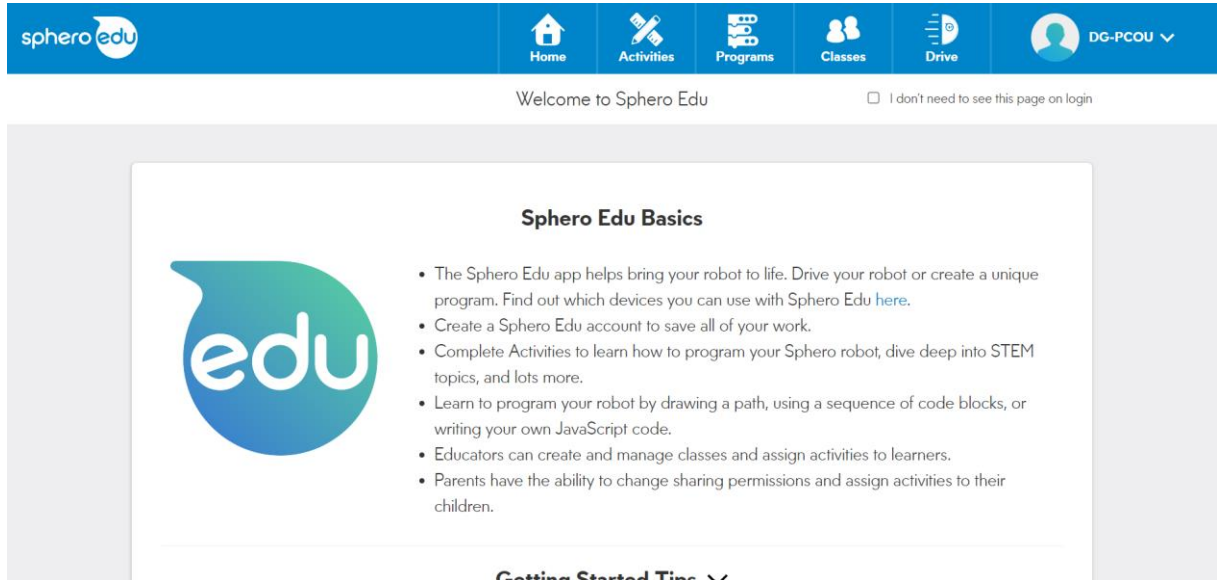 sphero edu
Home
Activities
Programs
Classes
Drive
DG-PCOU
Welcome to Sphero Edu
I don't need to see this page on login
Sphero Edu Basics
edu
• The Sphero Edu app helps bring your robot to life. Drive your robot or create a unique
program. Find out which devices you can use with Sphero Edu here.
• Create a Sphero Edu account to save all of your work.
• Complete Activities to learn how to program your Sphero robot, dive deep into STEM
topics, and lots more.
• Learn to program your robot by drawing a path, using a sequence of code blocks, or
writing your own JavaScript code.
• Educators can create and manage classes and assign activities to learners.
• Parents have the ability to change sharing permissions and assign activities to their
children.
Getting Started Tips